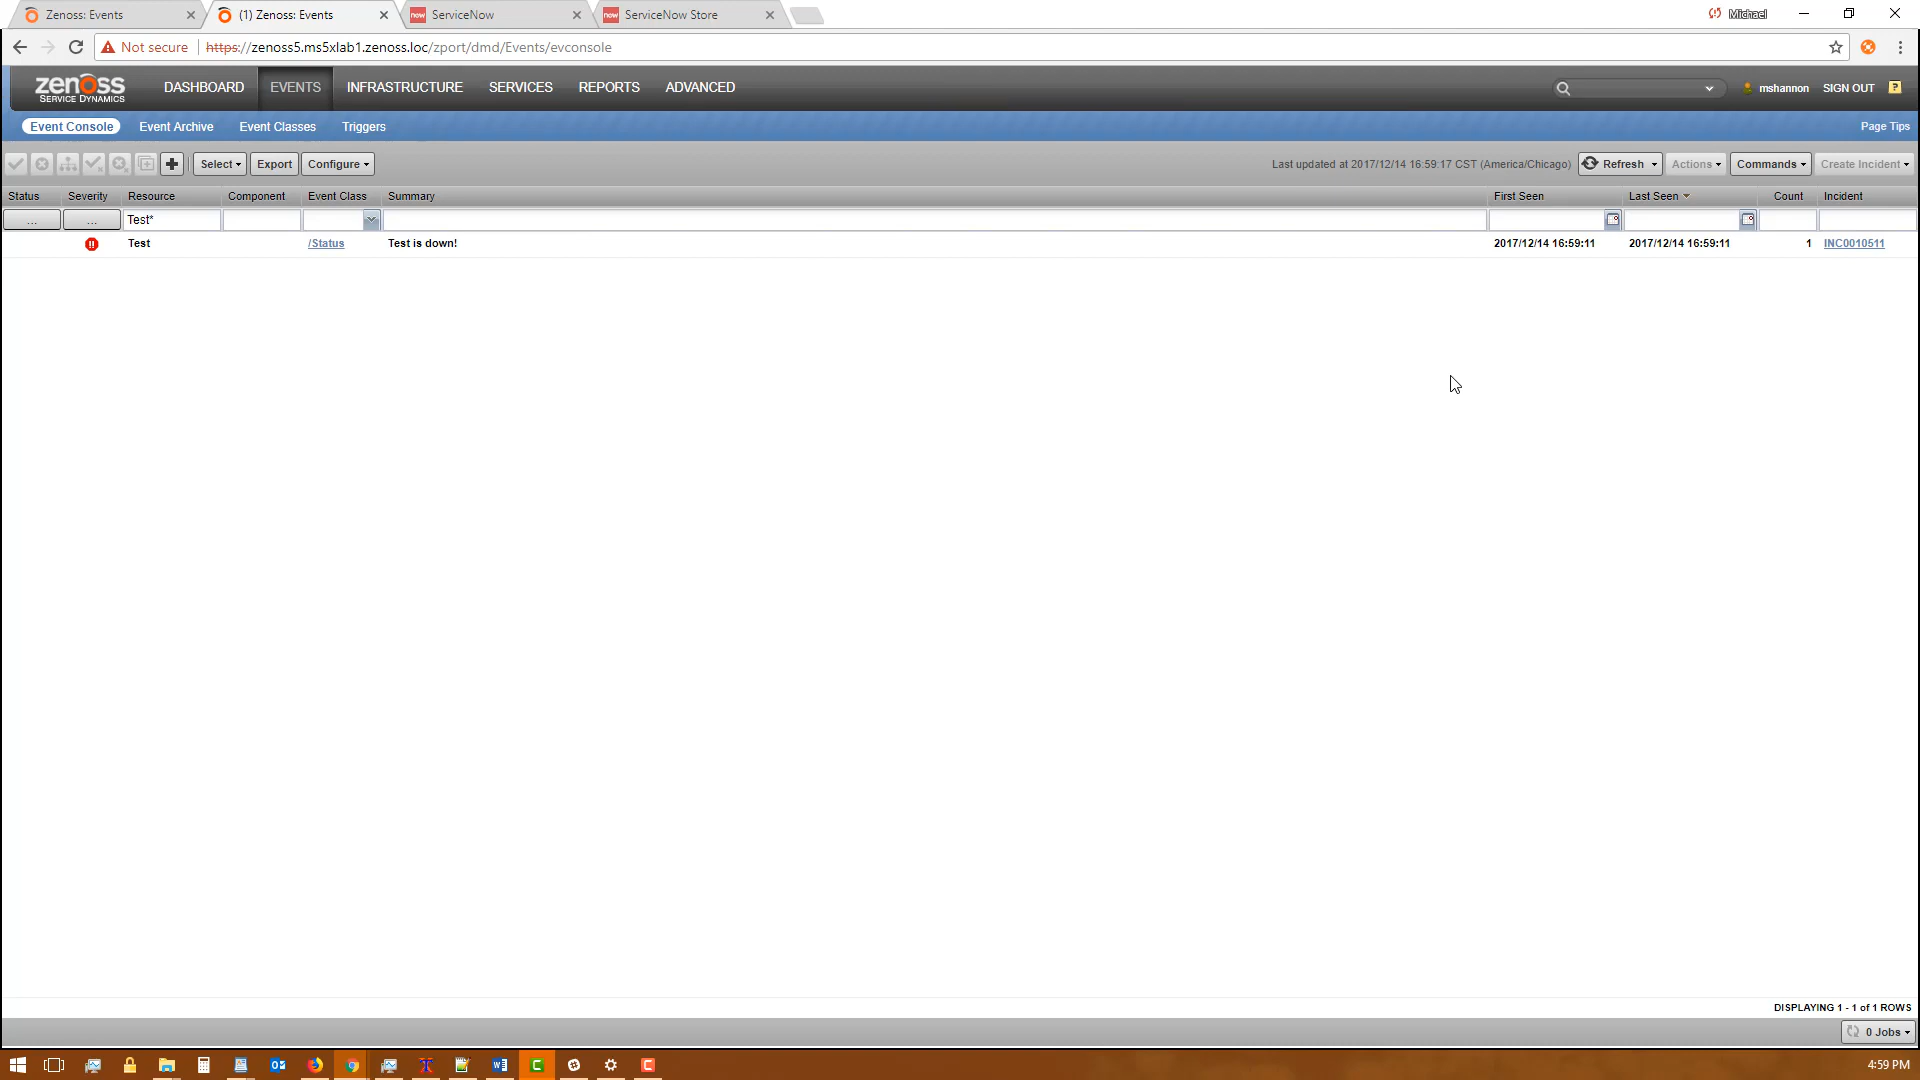 Zenoss: Events
(1) Zenoss: Events
now ServiceNow
now ServiceNow Store
Michael
Not secure
https://zenoss5.ms5xlab1.zenoss.loc/zport/dmd/Events/evconsole
zenoss
SERVICE DYNAMICS
DASHBOARD
EVENTS
INFRASTRUCTURE
SERVICES
REPORTS
ADVANCED
mshannon
SIGN OUT
?
Event Console
Event Archive
Event Classes
Triggers
Page Tips
Select
Export
Configure
Last updated at 2017/12/14 16:59:17 CST (America/Chicago)
Refresh
Actions
Commands
Create Incident
Status
Severity
Resource
Component
Event Class
Summary
First Seen
Last Seen
Count
Incident
...
...
Test*
Test
/Status
Test is down!
2017/12/14 16:59:11
2017/12/14 16:59:11
1
INC0010511
DISPLAYING 1 - 1 of 1 ROWS
0 Jobs
4:59 PM